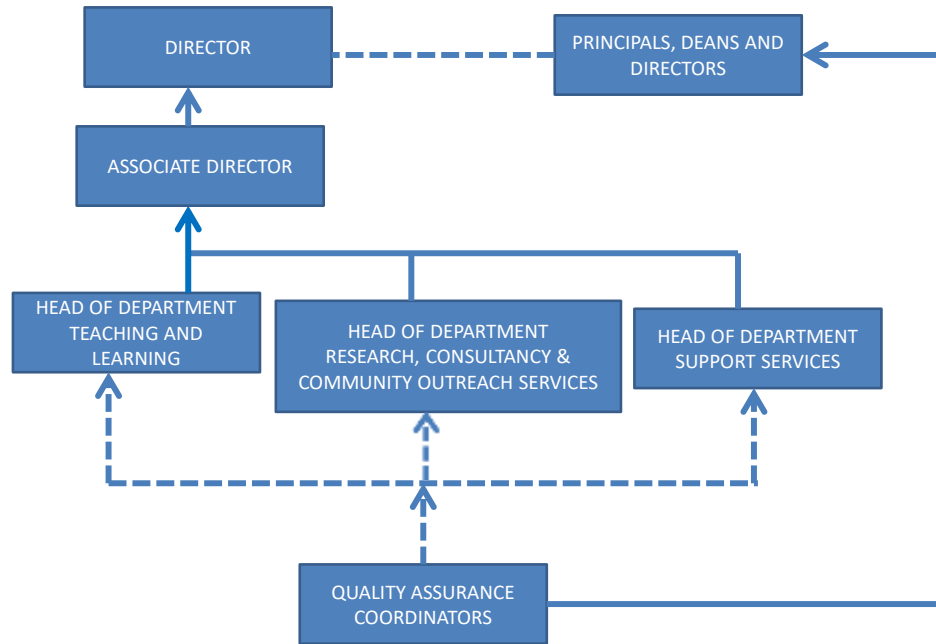 DIRECTOR
PRINCIPALS, DEANS AND
DIRECTORS
ASSOCIATE DIRECTOR
HEAD OF DEPARTMENT
TEACHING AND
LEARNING
HEAD OF DEPARTMENT
RESEARCH, CONSULTANCY &
COMMUNITY OUTREACH SERVICES
HEAD OF DEPARTMENT
SUPPORT SERVICES
QUALITY ASSURANCE
COORDINATORS